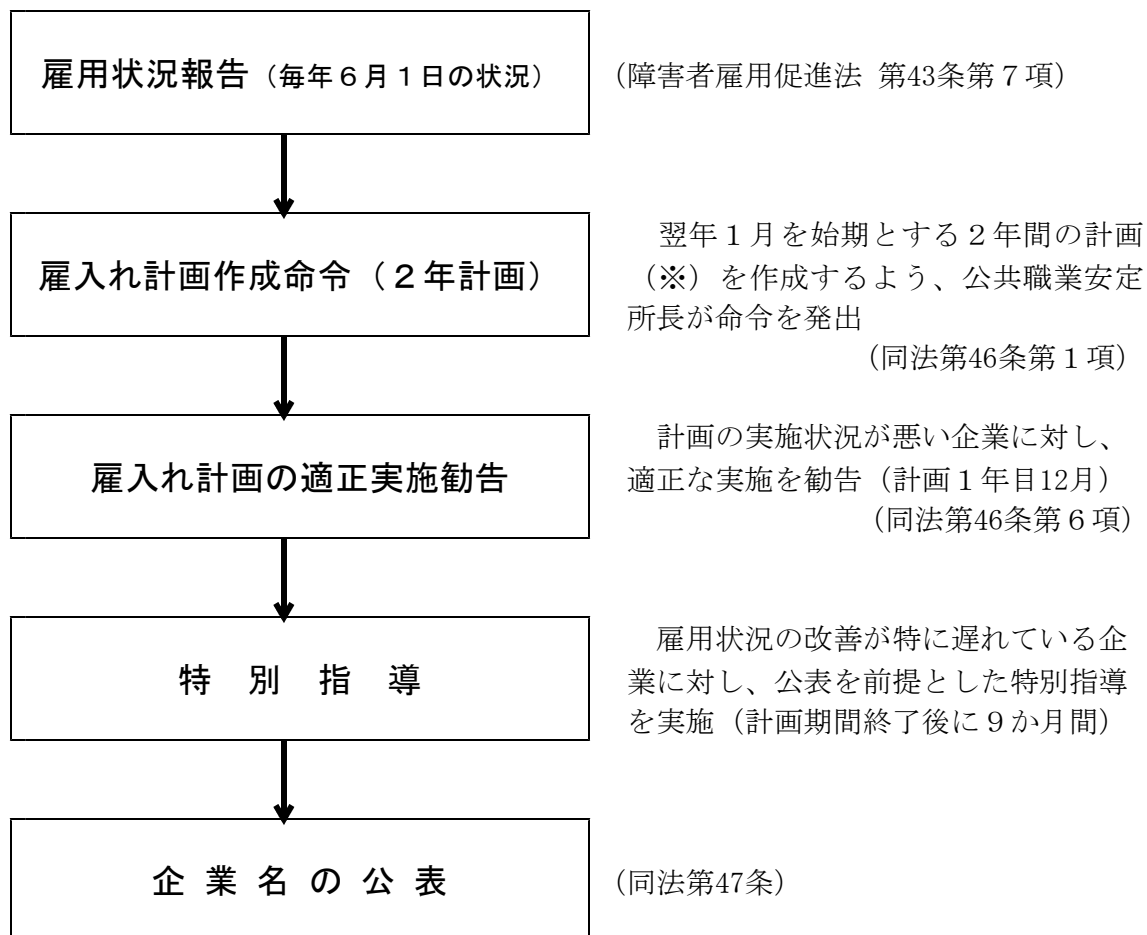 雇用状況報告（毎年６月１日の状況）
（障害者雇用促進法 第43条第７項）
雇入れ計画作成命令（２年計画）
翌年１月を始期とする２年間の計画
（※）を作成するよう、公共職業安定
所長が命令を発出
（同法第46条第１項）
雇入れ計画の適正実施勧告
計画の実施状況が悪い企業に対し、
適正な実施を勧告（計画１年目12月）
（同法第46条第６項）
特別指導
雇用状況の改善が特に遅れている企
業に対し、公表を前提とした特別指導
を実施（計画期間終了後に９か月間）
企業名の公表
（同法第47条）